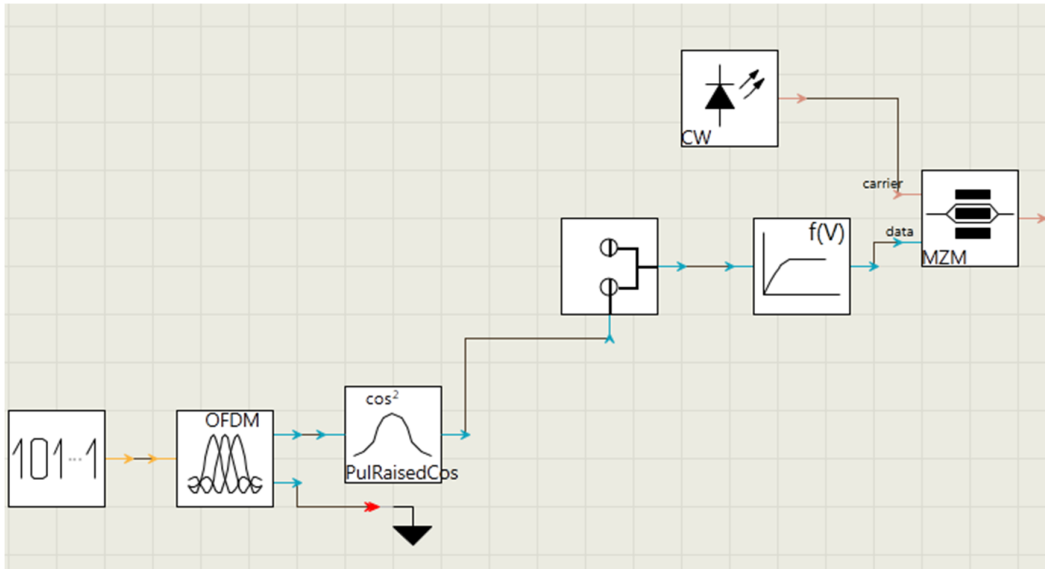 CW
carrier
data
MZM
f(V)
cos²
PulRaisedCos
OFDM
101...1